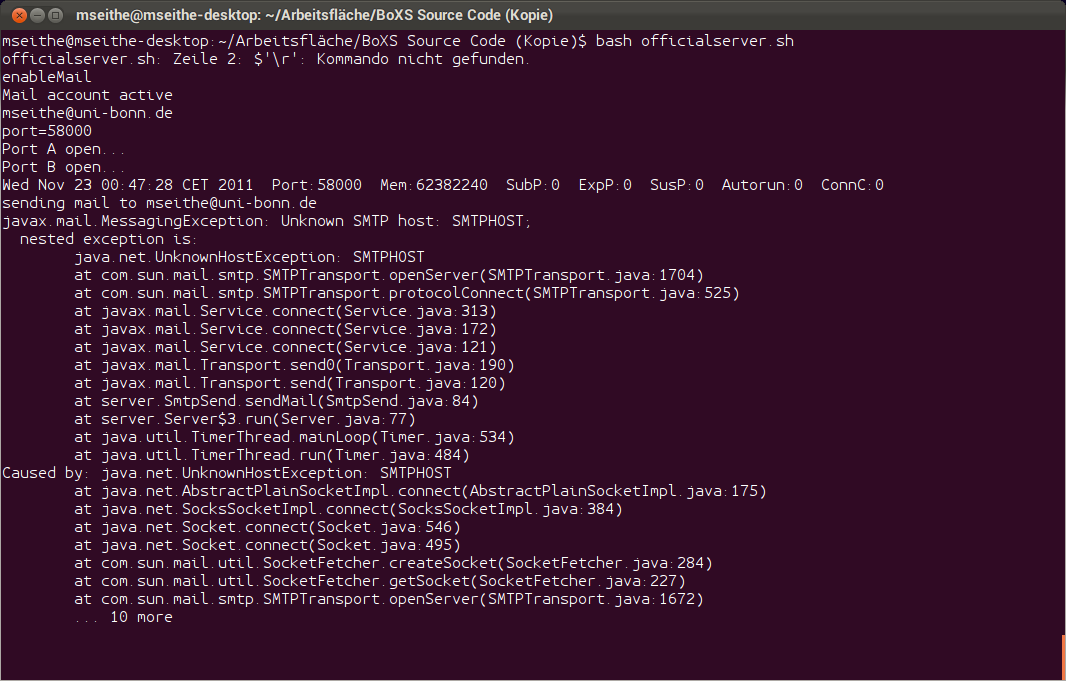 mseithe@mseithe-desktop: ~/Arbeitsfläche/BoXS Source Code (Kopie)
mseithe@mseithe-desktop:~/Arbeitsfläche/BoXS Source Code (Kopie)$ bash officialserver.sh
officialserver.sh: Zeile 2: $'\r': Kommando nicht gefunden.
enableMail
Mail account active
mseithe@uni-bonn.de
port=58000
Port A open...
Port B open...
Wed Nov 23 00:47:28 CET 2011  Port:58000  Mem:62382240  SubP:0  ExpP:0  SusP:0  Autorun:0  ConnC:0
sending mail to mseithe@uni-bonn.de
javax.mail.MessagingException: Unknown SMTP host: SMTPHOST;
  nested exception is:
        java.net.UnknownHostException: SMTPHOST
        at com.sun.mail.smtp.SMTPTransport.openServer(SMTPTransport.java:1704)
        at com.sun.mail.smtp.SMTPTransport.protocolConnect(SMTPTransport.java:525)
        at javax.mail.Service.connect(Service.java:313)
        at javax.mail.Service.connect(Service.java:172)
        at javax.mail.Service.connect(Service.java:121)
        at javax.mail.Transport.send0(Transport.java:190)
        at javax.mail.Transport.send(Transport.java:120)
        at server.SmtpSend.sendMail(SmtpSend.java:84)
        at server.Server$3.run(Server.java:77)
        at java.util.TimerThread.mainLoop(Timer.java:534)
        at java.util.TimerThread.run(Timer.java:484)
Caused by: java.net.UnknownHostException: SMTPHOST
        at java.net.AbstractPlainSocketImpl.connect(AbstractPlainSocketImpl.java:175)
        at java.net.SocksSocketImpl.connect(SocksSocketImpl.java:384)
        at java.net.Socket.connect(Socket.java:546)
        at java.net.Socket.connect(Socket.java:495)
        at com.sun.mail.util.SocketFetcher.createSocket(SocketFetcher.java:284)
        at com.sun.mail.util.SocketFetcher.getSocket(SocketFetcher.java:227)
        at com.sun.mail.smtp.SMTPTransport.openServer(SMTPTransport.java:1672)
        ... 10 more